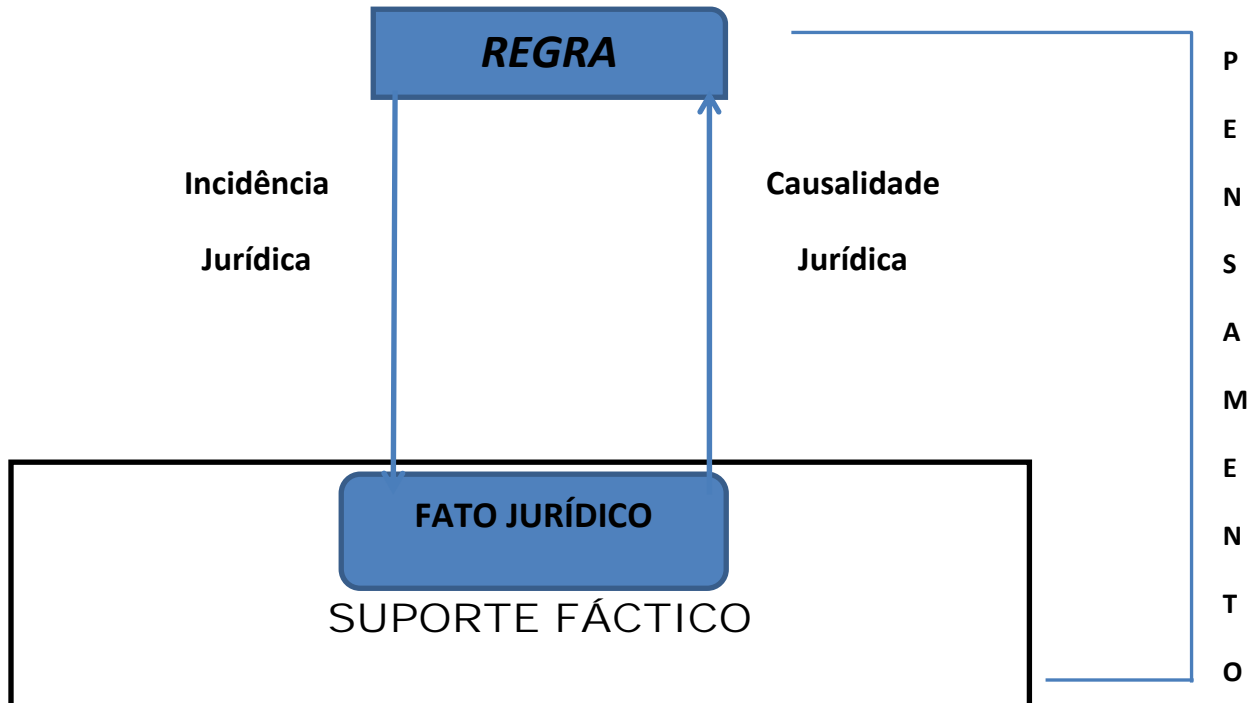 REGRA
Incidência
Jurídica
Causalidade
Jurídica
FATO JURÍDICO
SUPORTE FÁCTICO
P
E
N
S
A
M
E
N
T
O